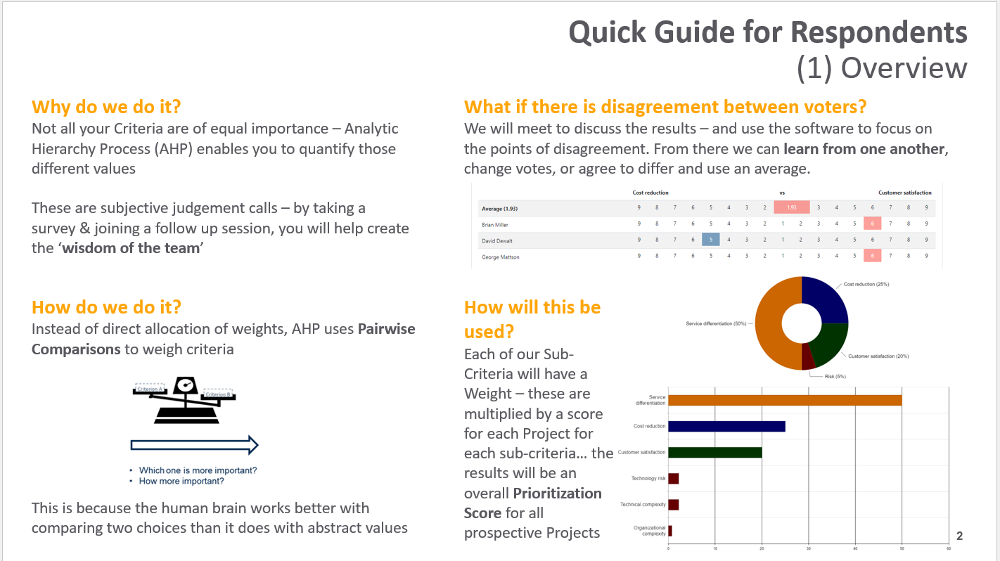 Quick Guide for Respondents
(1) Overview
Why do we do it?
Not all your Criteria are of equal importance – Analytic
Hierarchy Process (AHP) enables you to quantify those
different values
These are subjective judgement calls – by taking a
survey & joining a follow up session, you will help create
the ‘wisdom of the team’
How do we do it?
Instead of direct allocation of weights, AHP uses Pairwise
Comparisons to weigh criteria
Criterion A
Criterion B
• Which one is more important?
• How more important?
This is because the human brain works better with
comparing two choices than it does with abstract values
What if there is disagreement between voters?
We will meet to discuss the results – and use the software to focus on
the points of disagreement. From there we can learn from one another,
change votes, or agree to differ and use an average.
Cost reduction vs Customer satisfaction
Average (1.93) 9 8 7 6 5 4 3 2 1.93 3 4 5 6 7 8 9
Brian Miller 9 8 7 6 5 4 3 2 1 2 3 4 5 6 7 8 9
David Dewalt 9 8 7 6 5 4 3 2 1 2 3 4 5 6 7 8 9
George Mattson 9 8 7 6 5 4 3 2 1 2 3 4 5 6 7 8 9
How will this be
used?
Each of our Sub-
Criteria will have a
Weight – these are
multiplied by a score
for each Project for
each sub-criteria... the
results will be an
overall Prioritization
Score for all
prospective Projects
Cost reduction (25%)
Service differentiation (50%)
Customer satisfaction (20%)
Risk (5%)
Service
differentiation
Cost reduction
Customer satisfaction
Technology risk
Technical complexity
Organizational
complexity
0 10 20 30 40 50 60
2